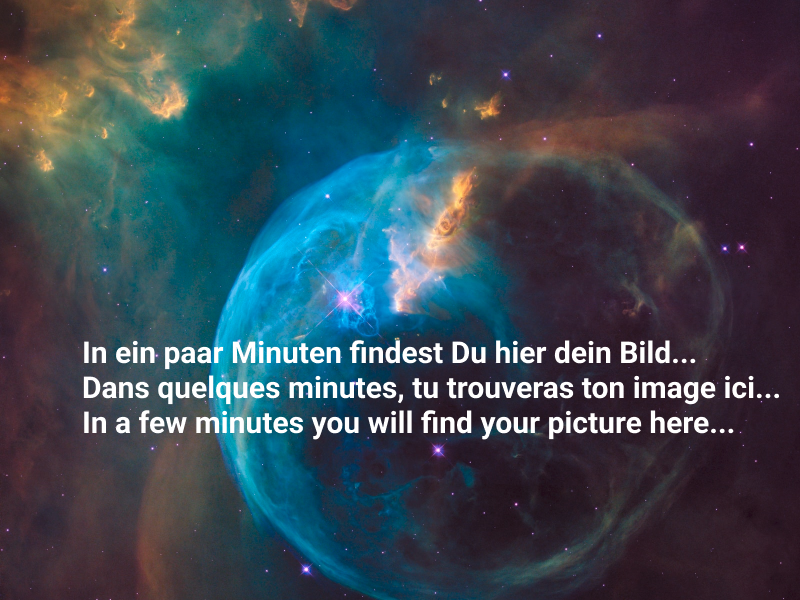 In ein paar Minuten findest Du hier dein Bild...
Dans quelques minutes, tu trouveras ton image ici...
In a few minutes you will find your picture here...